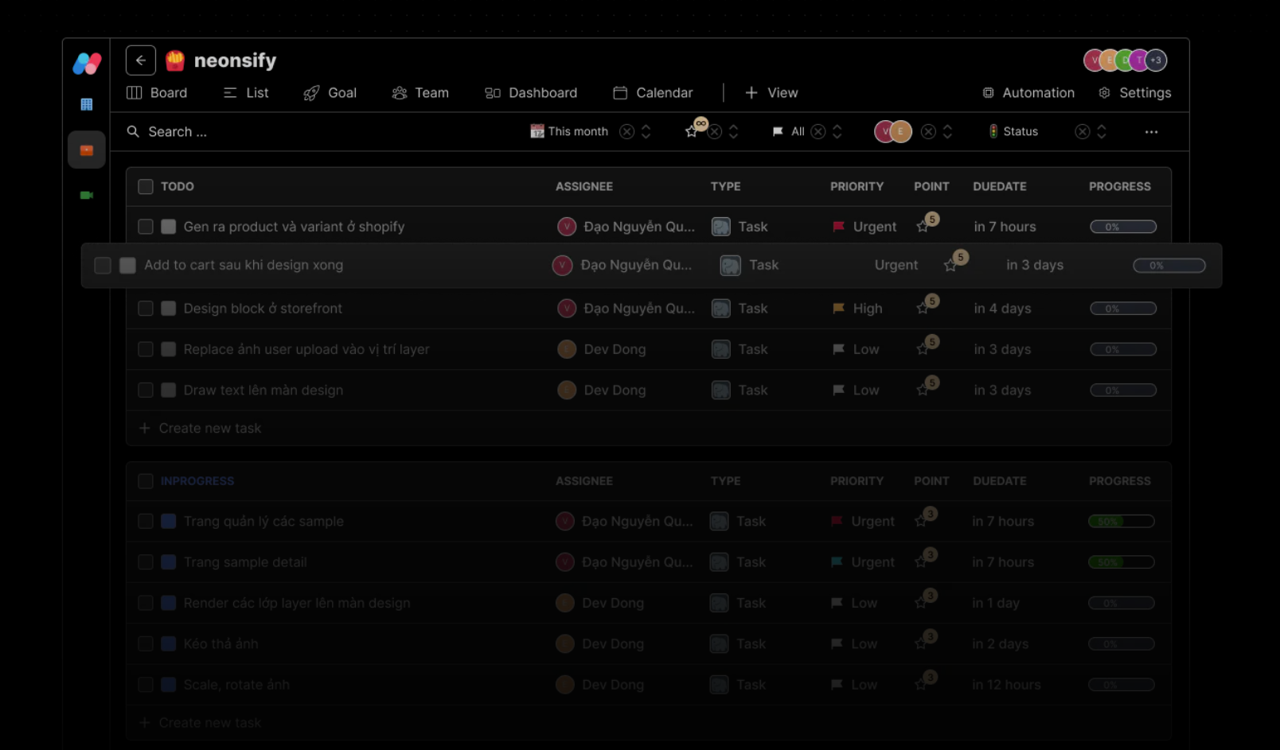 neonsify
V E D T +3
Board List Goal Team Dashboard Calendar View Automation Settings
Search ... This month ∞ All V E Status ...
TODO ASSIGNEE TYPE PRIORITY POINT DUEDATE PROGRESS
Gen ra product và variant ở shopify V Đạo Nguyễn Qu... Task Urgent 5 in 7 hours 0%
Add to cart sau khi design xong V Đạo Nguyễn Qu... Task Urgent 5 in 3 days 0%
Design block ở storefront V Đạo Nguyễn Qu... Task High 5 in 4 days 0%
Replace ảnh user upload vào vị trí layer Dev Dong Task Low 5 in 3 days 0%
Draw text lên màn design Dev Dong Task Low 5 in 3 days 0%
+ Create new task
INPROGRESS ASSIGNEE TYPE PRIORITY POINT DUEDATE PROGRESS
Trang quản lý các sample V Đạo Nguyễn Qu... Task Urgent 3 in 7 hours 50%
Trang sample detail V Đạo Nguyễn Qu... Task Urgent 3 in 7 hours 50%
Render các lớp layer lên màn design Dev Dong Task Low 3 in 1 day 0%
Kéo thả ảnh Dev Dong Task Low 3 in 2 days 0%
Scale, rotate ảnh Dev Dong Task Low 3 in 12 hours 0%
+ Create new task